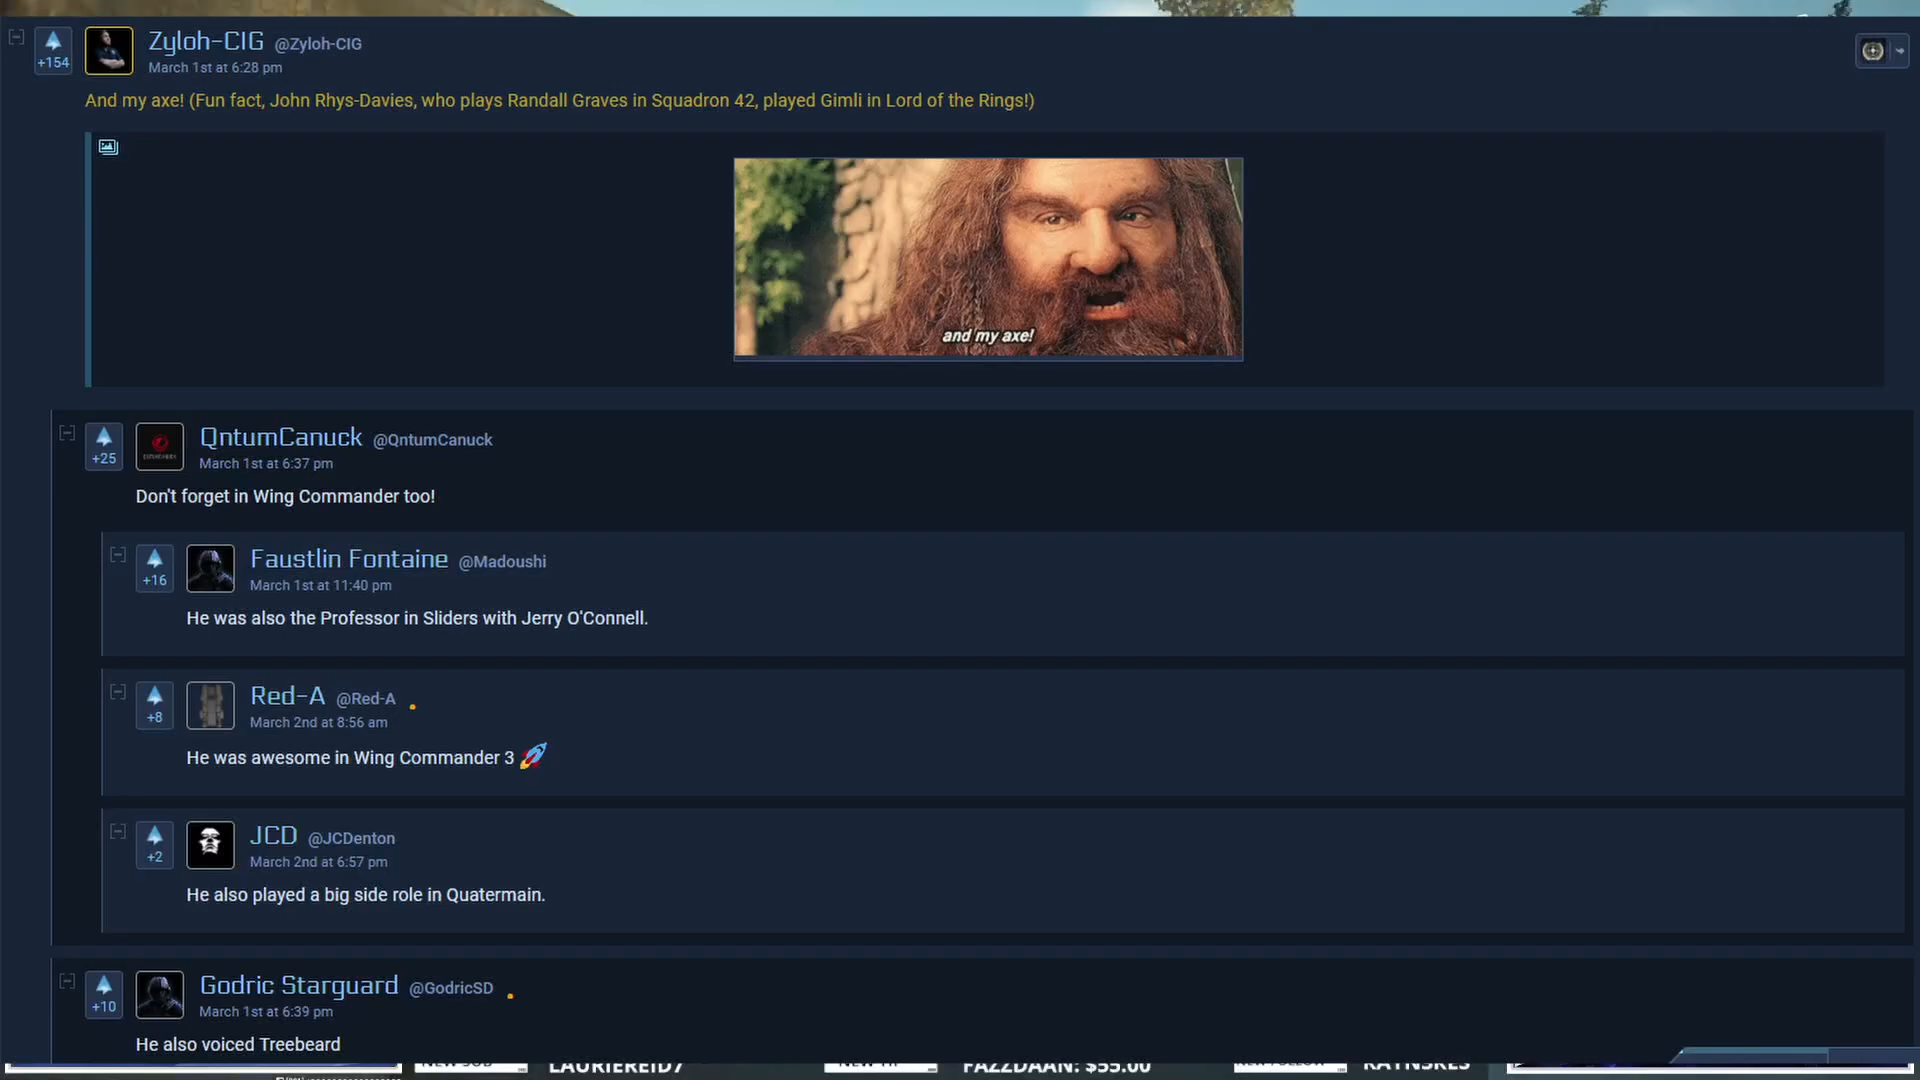 +154
Zyloh-CIG @Zyloh-CIG
March 1st at 6:28 pm
And my axe! (Fun fact, John Rhys-Davies, who plays Randall Graves in Squadron 42, played Gimli in Lord of the Rings!)
and my axe!
+25
QntumCanuck @QntumCanuck
March 1st at 6:37 pm
Don't forget in Wing Commander too!
+16
Faustlin Fontaine @Madoushi
March 1st at 11:40 pm
He was also the Professor in Sliders with Jerry O'Connell.
+8
Red-A @Red-A
March 2nd at 8:56 am
He was awesome in Wing Commander 3 🚀
+2
JCD @JCDenton
March 2nd at 6:57 pm
He also played a big side role in Quatermain.
+10
Godric Starguard @GodricSD
March 1st at 6:39 pm
He also voiced Treebeard
LAURIEREID7 FAZZDAAN: $55.00